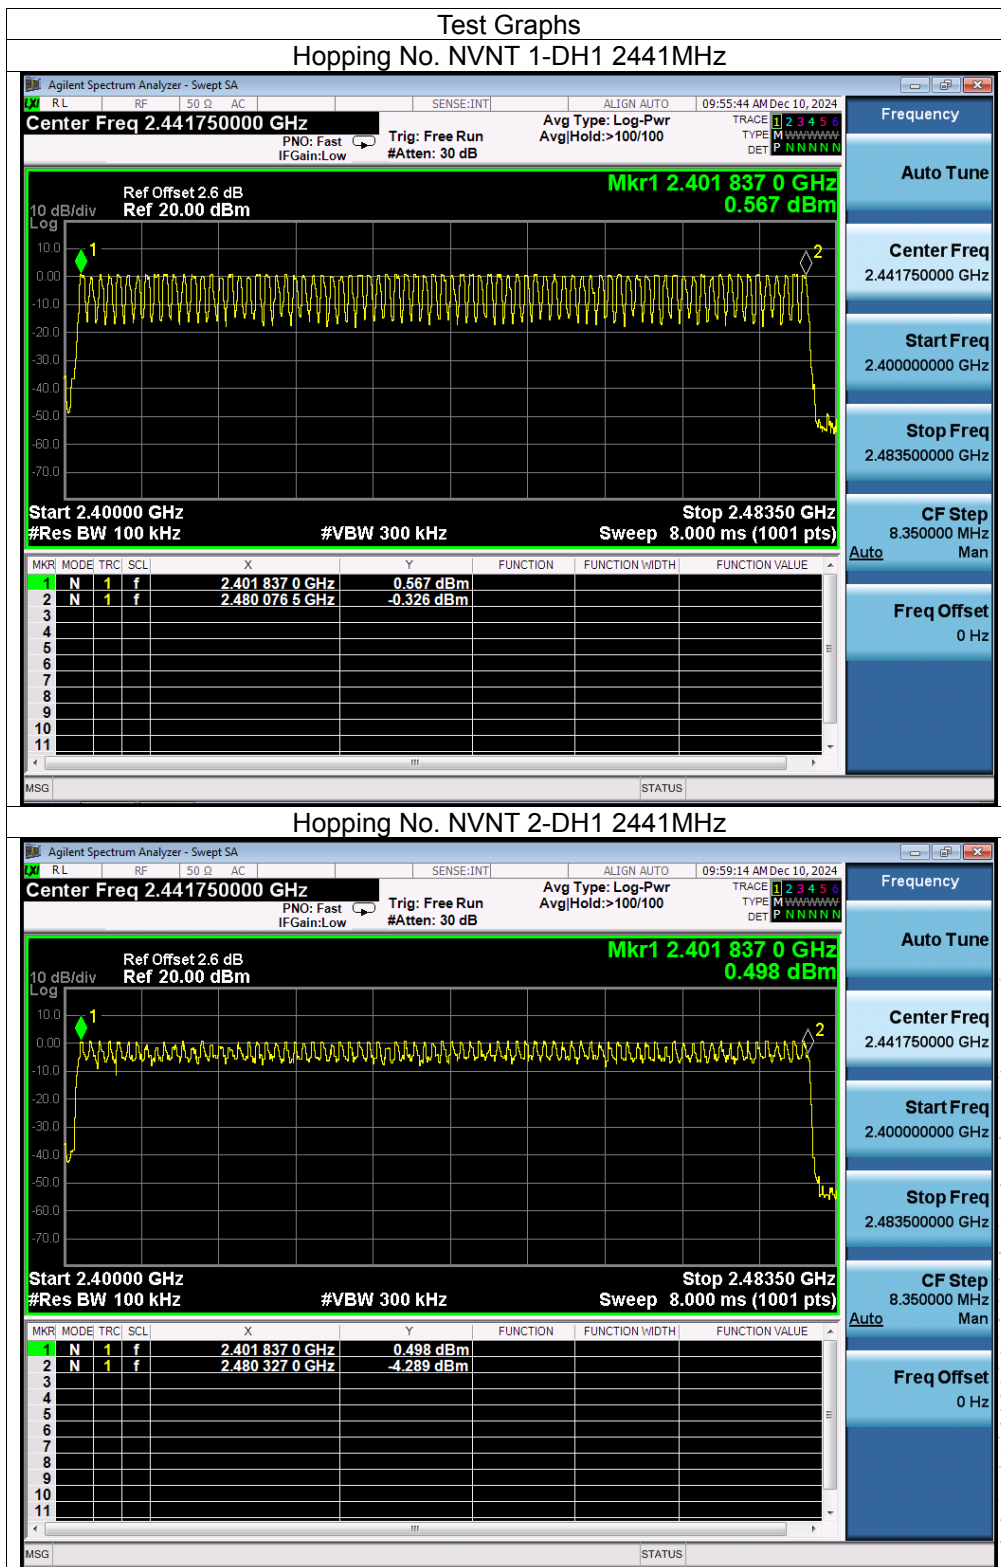 Test Graphs
Hopping No. NVNT 1-DH1 2441MHz
Agilent Spectrum Analyzer - Swept SA
LXI RL RF 50 Ω AC SENSE:INT ALIGN AUTO 09:55:44 AM Dec 10, 2024
Center Freq 2.441750000 GHz
PNO: Fast
IFGain:Low
Trig: Free Run
#Atten: 30 dB
Avg Type: Log-Pwr
Avg|Hold:>100/100
TRACE 1 2 3 4 5 6
TYPE M WWWWW
DET P N N N N N
Frequency
Auto Tune
Center Freq
2.441750000 GHz
Start Freq
2.400000000 GHz
Stop Freq
2.483500000 GHz
CF Step
8.350000 MHz
Auto Man
Freq Offset
0 Hz
Mkr1 2.401 837 0 GHz
0.567 dBm
Ref Offset 2.6 dB
10 dB/div Ref 20.00 dBm
Log
10.0
0.00
-10.0
-20.0
-30.0
-40.0
-50.0
-60.0
-70.0
1
2
Start 2.40000 GHz Stop 2.48350 GHz
#Res BW 100 kHz #VBW 300 kHz Sweep 8.000 ms (1001 pts)
MKR MODE TRC SCL X Y FUNCTION FUNCTION WIDTH FUNCTION VALUE
1 N 1 f 2.401 837 0 GHz 0.567 dBm
2 N 1 f 2.480 076 5 GHz -0.326 dBm
3
4
5
6
7
8
9
10
11
MSG STATUS
Hopping No. NVNT 2-DH1 2441MHz
Agilent Spectrum Analyzer - Swept SA
LXI RL RF 50 Ω AC SENSE:INT ALIGN AUTO 09:59:14 AM Dec 10, 2024
Center Freq 2.441750000 GHz
PNO: Fast
IFGain:Low
Trig: Free Run
#Atten: 30 dB
Avg Type: Log-Pwr
Avg|Hold:>100/100
TRACE 1 2 3 4 5 6
TYPE M WWWWW
DET P N N N N N
Frequency
Auto Tune
Center Freq
2.441750000 GHz
Start Freq
2.400000000 GHz
Stop Freq
2.483500000 GHz
CF Step
8.350000 MHz
Auto Man
Freq Offset
0 Hz
Mkr1 2.401 837 0 GHz
0.498 dBm
Ref Offset 2.6 dB
10 dB/div Ref 20.00 dBm
Log
10.0
0.00
-10.0
-20.0
-30.0
-40.0
-50.0
-60.0
-70.0
1
2
Start 2.40000 GHz Stop 2.48350 GHz
#Res BW 100 kHz #VBW 300 kHz Sweep 8.000 ms (1001 pts)
MKR MODE TRC SCL X Y FUNCTION FUNCTION WIDTH FUNCTION VALUE
1 N 1 f 2.401 837 0 GHz 0.498 dBm
2 N 1 f 2.480 327 0 GHz -4.289 dBm
3
4
5
6
7
8
9
10
11
MSG STATUS